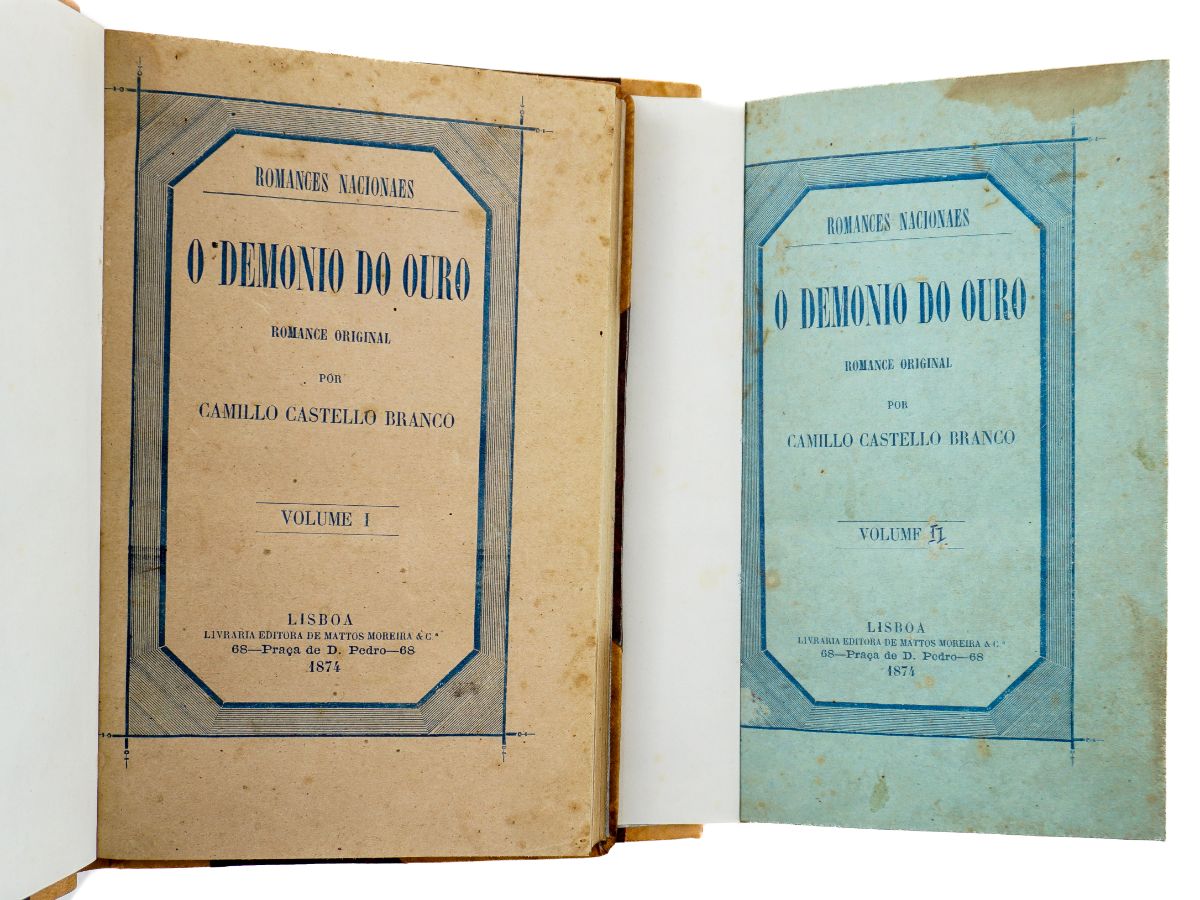 ROMANCES NACIONAES
O DEMONIO DO OURO
ROMANCE ORIGINAL
POR
CAMILLO CASTELLO BRANCO
VOLUME I
LISBOA
LIVRARIA EDITORA DE MATTOS MOREIRA & C.ª
68—Praça de D. Pedro—68
1874
ROMANCES NACIONAES
O DEMONIO DO OURO
ROMANCE ORIGINAL
POR
CAMILLO CASTELLO BRANCO
VOLUME II
LISBOA
LIVRARIA EDITORA DE MATTOS MOREIRA & C.ª
68—Praça de D. Pedro—68
1874